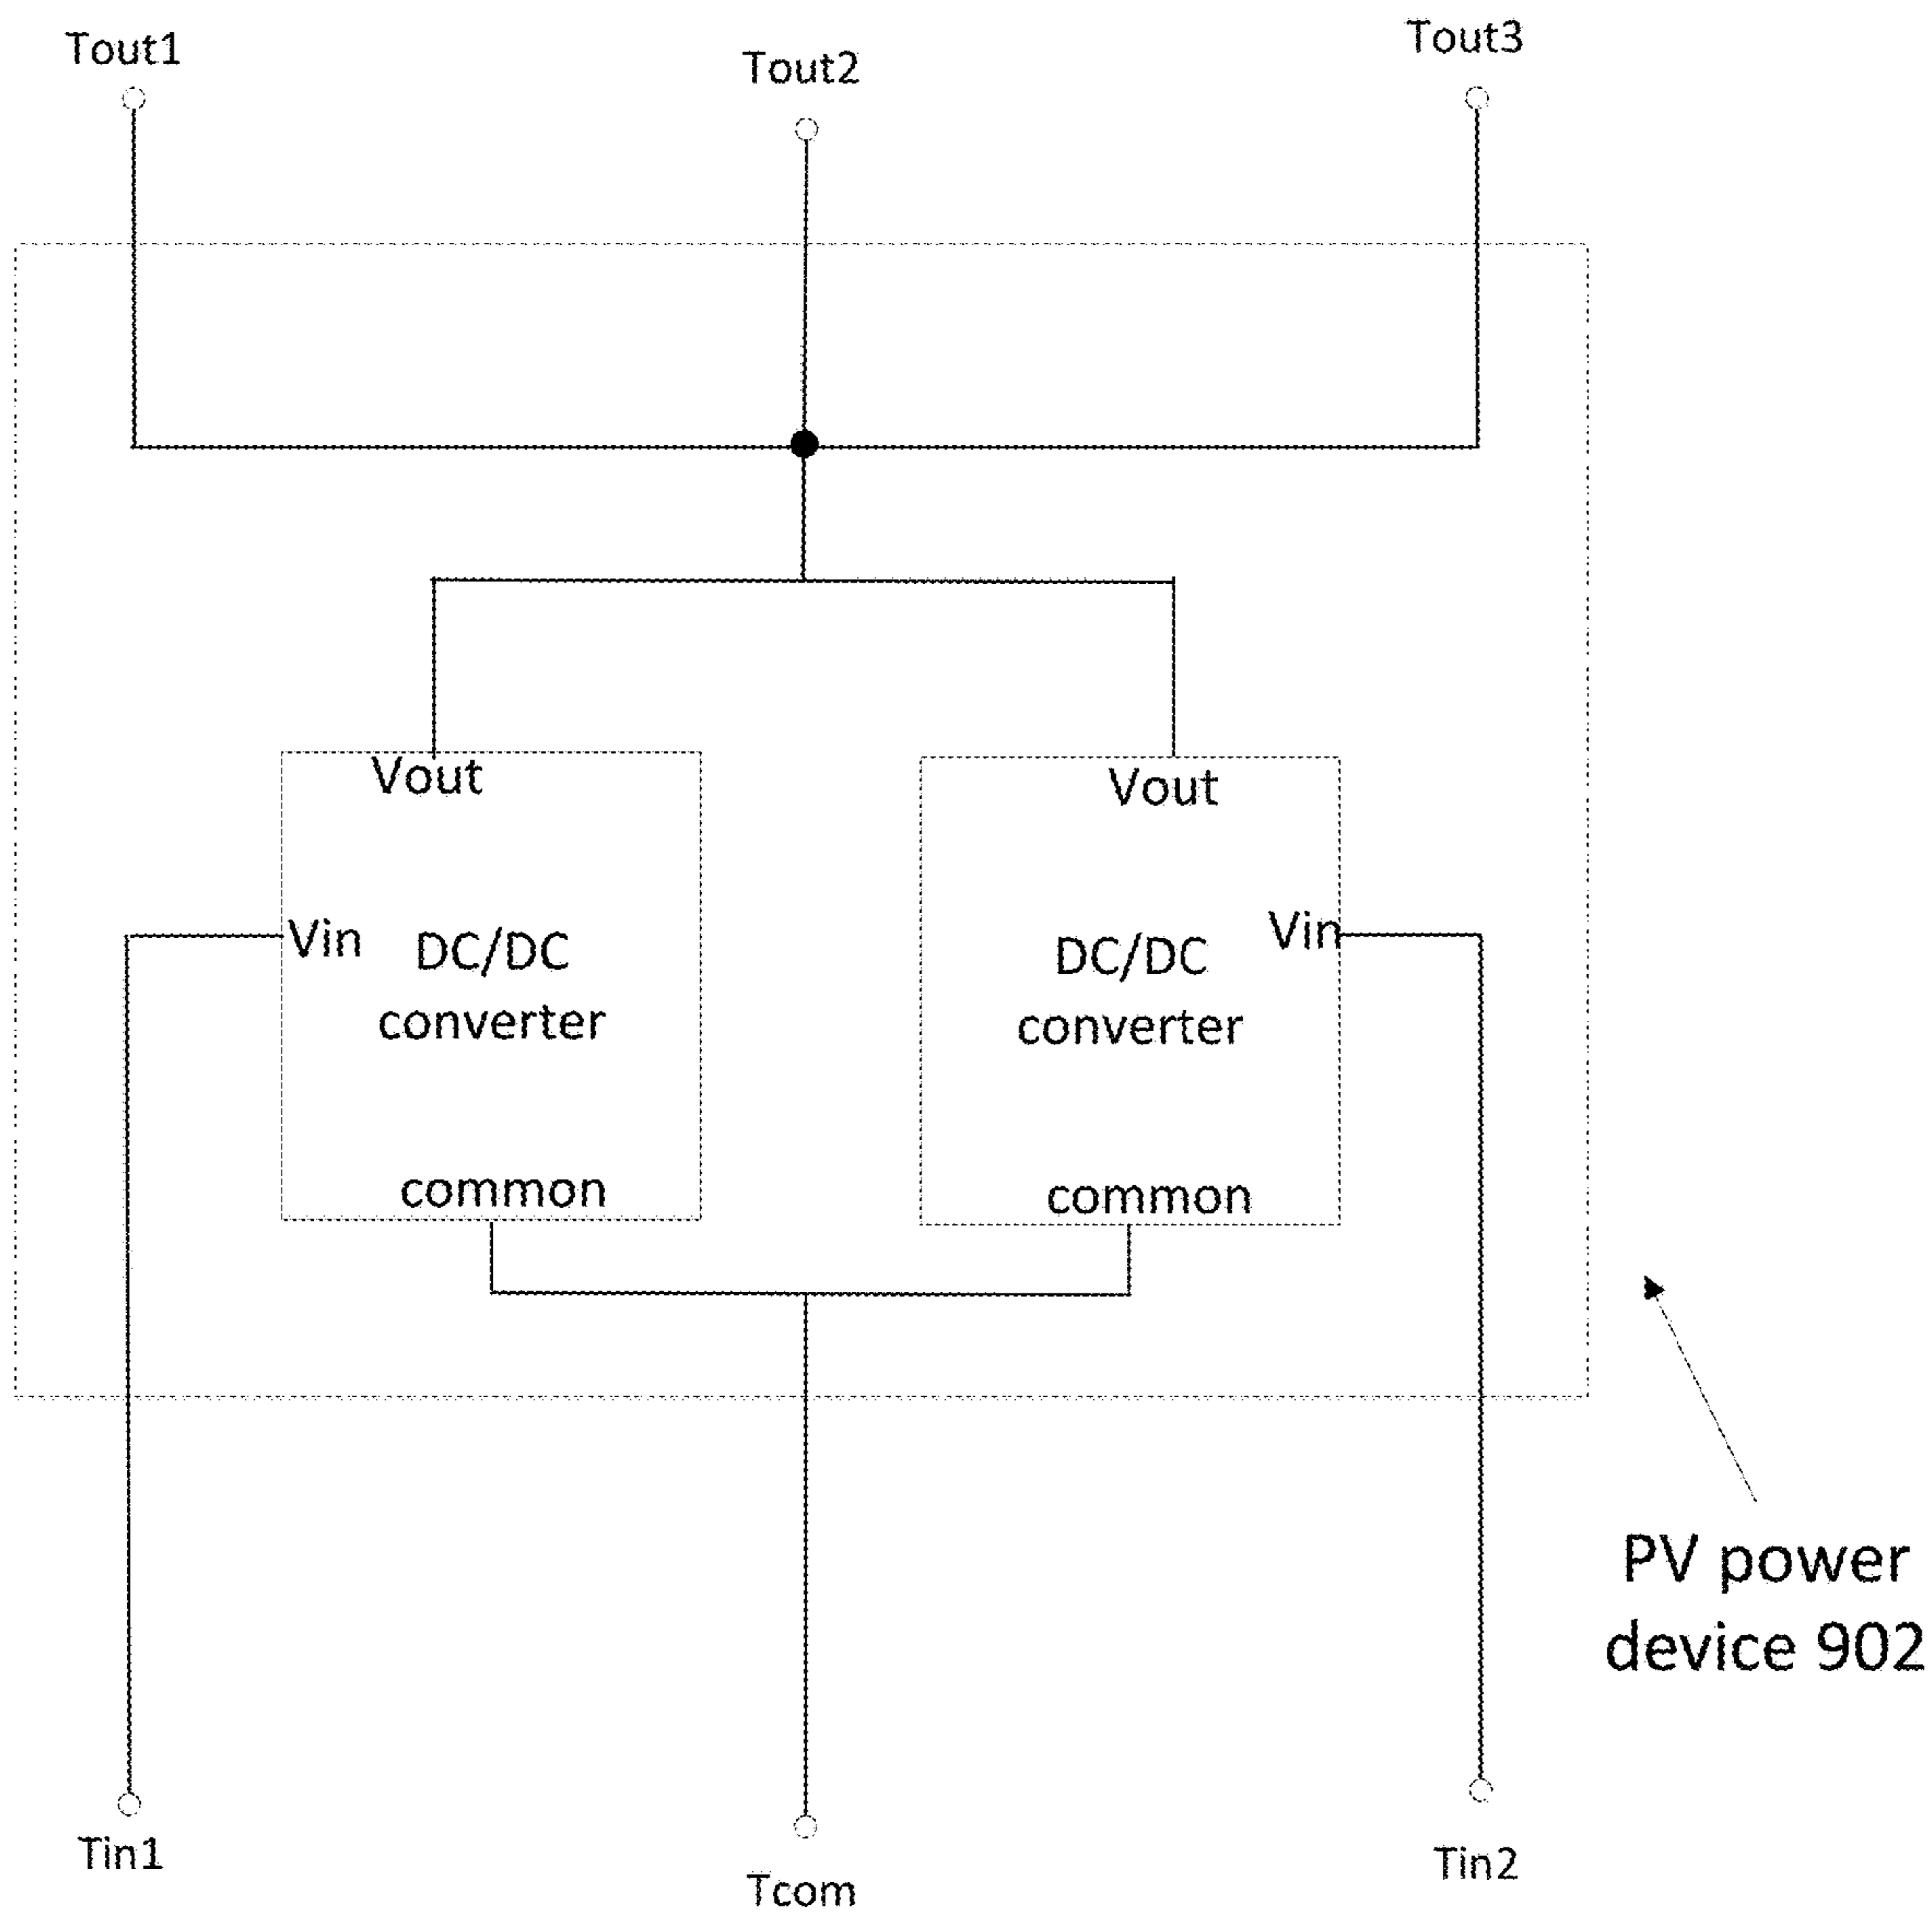 Tout1
Tout2
Tout3
Vout
Vout
Vin
DC/DC
converter
DC/DC
converter
Vin
common
common
PV power
device 902
Tin1
Tcom
Tin2